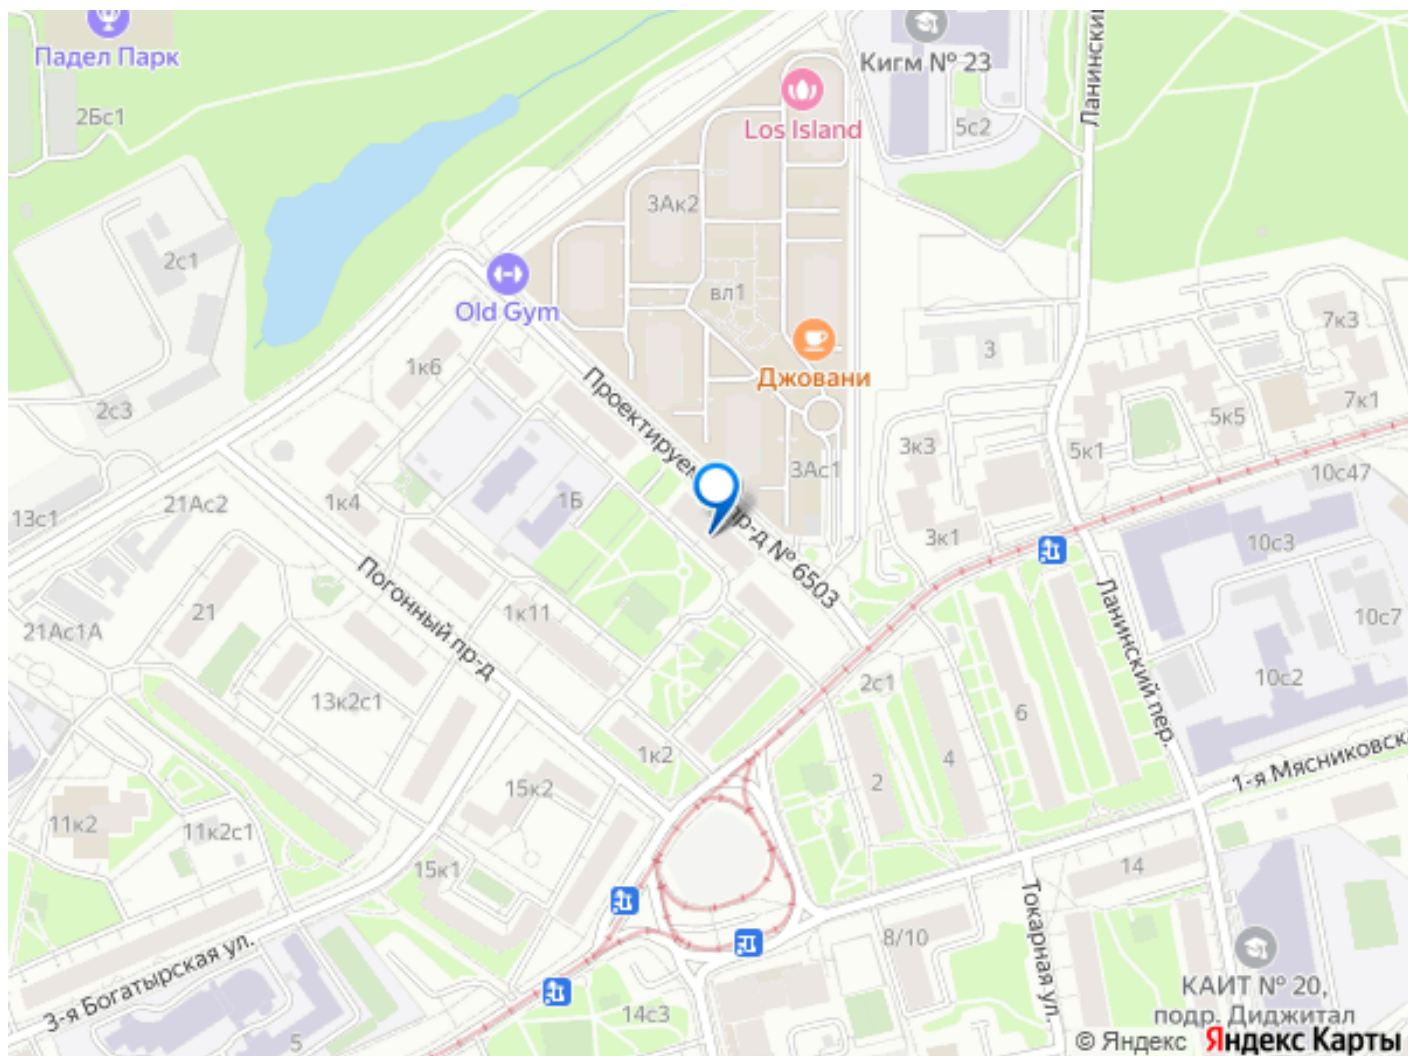 Падел Парк
2Бс1
Кигм № 23
5с2
Ланинский
Los Island
3Ак2
2с1
Old Gym
вл1
Джовани
3
7к3
1к6
2с3
Проектируем
пр-д № 6503
3к3
5к5
7к1
5к1
3Ас1
10с47
13с1
21Ас2
1к4
1Б
3к1
10с3
Погонный пр-д
21
21Ас1А
1к11
Ланинский пер.
10с7
10с2
13к2с1
2с1
6
1к2
4
2
15к2
1-я Мясниковска
11к2
11к2с1
15к1
14
Токарная ул.
8/10
3-я Богатырская ул.
5
14с3
КАИТ № 20,
подр. Диджитал
© Яндекс Яндекс Карты